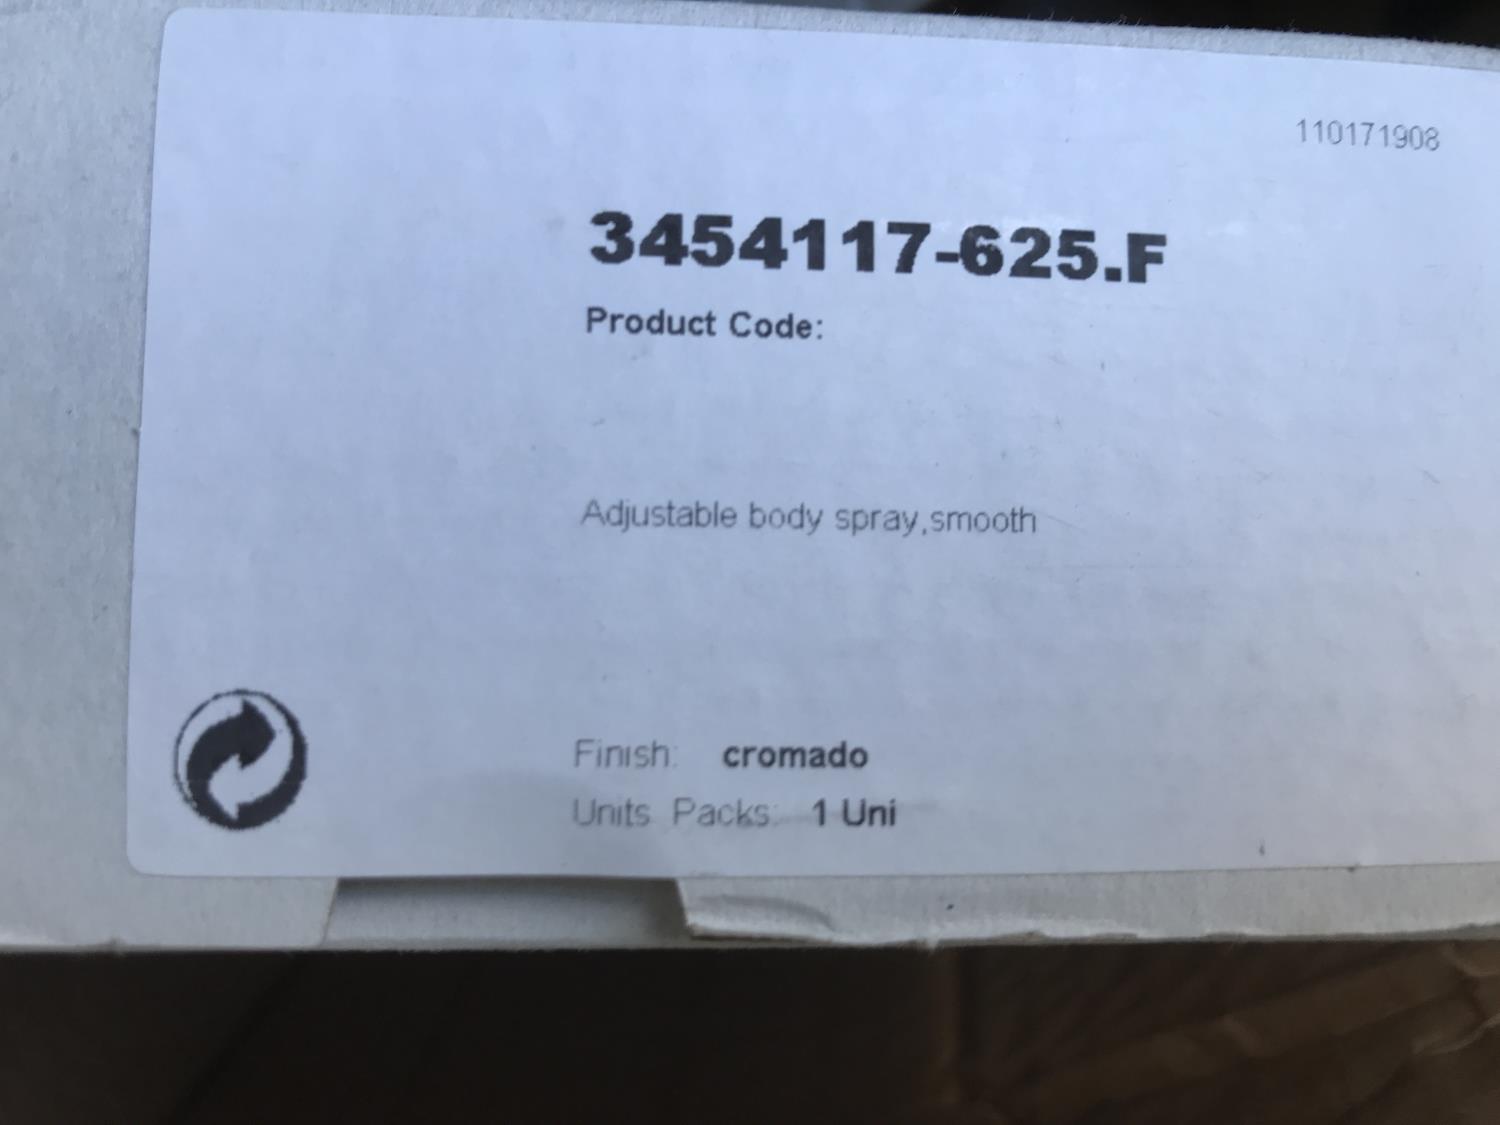 110171908
3454117-625.F
Product Code:
Adjustable body spray,smooth
Finish: cromado
Units Packs: 1 Uni